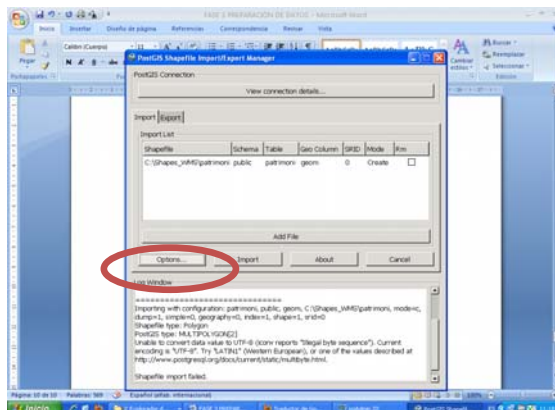 FASE 1 PREPARACIÓN DE DATOS - Microsoft Word
Inicio Insertar Diseño de página Referencias Correspondencia Revisar Vista
Pegar
Calibri (Cuerpo) 11
N K S
Cambiar estilos
Buscar
Reemplazar
Seleccionar
Portapapeles
Edición
PostGIS Shapefile Import/Export Manager
PostGIS Connection
View connection details...
Import Export
Import List
Shapefile Schema Table Geo Column SRID Mode Rm
C:\Shapes_WMS\patrimoni public patrimoni geom 0 Create
Add File
Options... Import About Cancel
Log Window
==============================
Importing with configuration: patrimoni, public, geom, C:\Shapes_WMS\patrimoni, mode=c,
dump=1, simple=0, geography=0, index=1, shape=1, srid=0
Shapefile type: Polygon
PostGIS type: MULTIPOLYGON[2]
Unable to convert data value to UTF-8 (iconv reports "Illegal byte sequence"). Current
encoding is "UTF-8". Try "LATIN1" (Western European), or one of the values described at
http://www.postgresql.org/docs/current/static/multibyte.html.
Shapefile import failed.
Página: 10 de 10 Palabras: 569 Español (alfab. internacional) 100%
Inicio